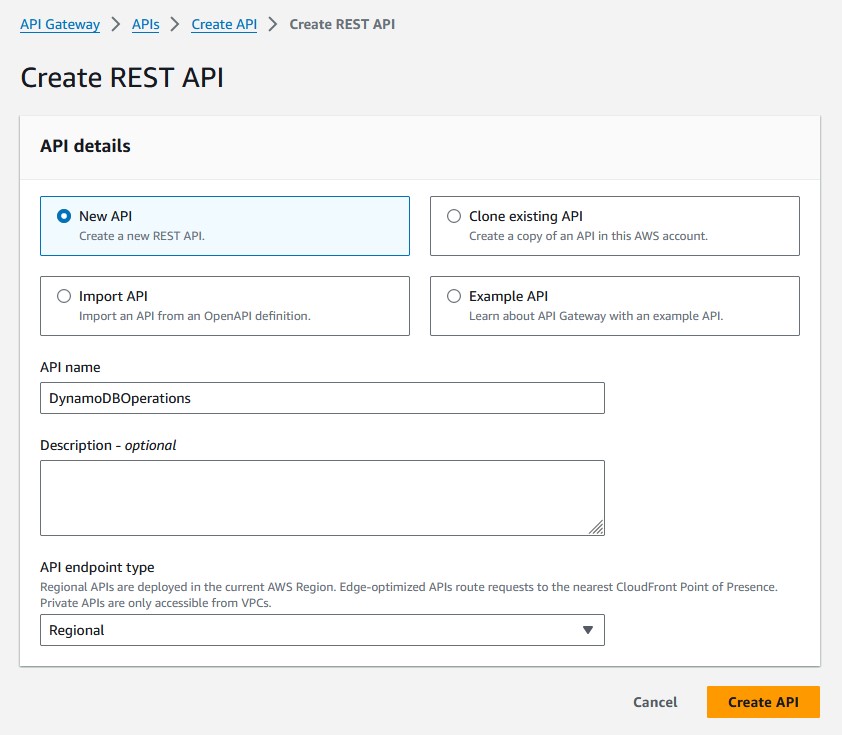 API Gateway > APIs > Create API > Create REST API
Create REST API
API details
New API
Create a new REST API.
Clone existing API
Create a copy of an API in this AWS account.
Import API
Import an API from an OpenAPI definition.
Example API
Learn about API Gateway with an example API.
API name
DynamoDBOperations
Description - optional
API endpoint type
Regional APIs are deployed in the current AWS Region. Edge-optimized APIs route requests to the nearest CloudFront Point of Presence.
Private APIs are only accessible from VPCs.
Regional
Cancel
Create API